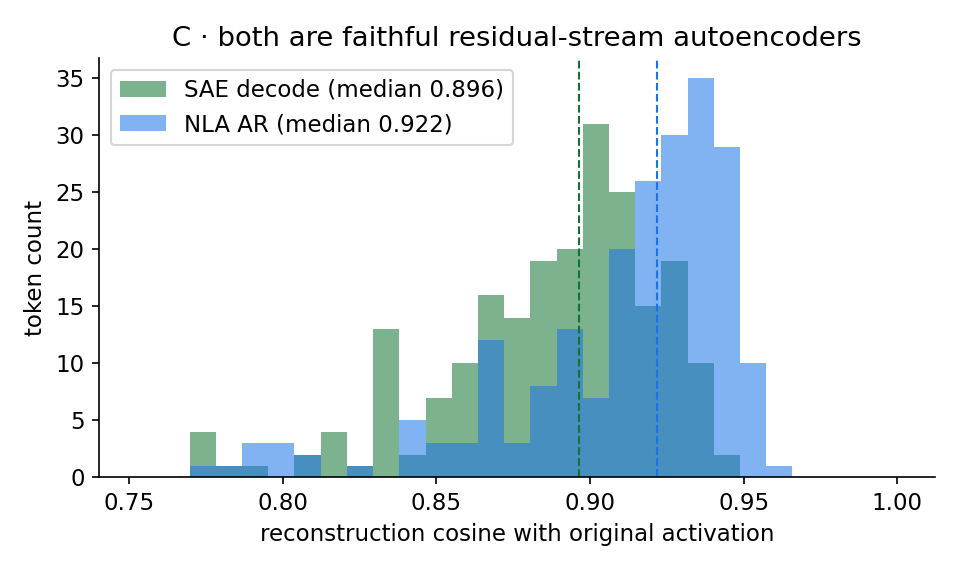 C · both are faithful residual-stream autoencoders
SAE decode (median 0.896)
NLA AR (median 0.922)
token count
35
30
25
20
15
10
5
0
0.75 0.80 0.85 0.90 0.95 1.00
reconstruction cosine with original activation